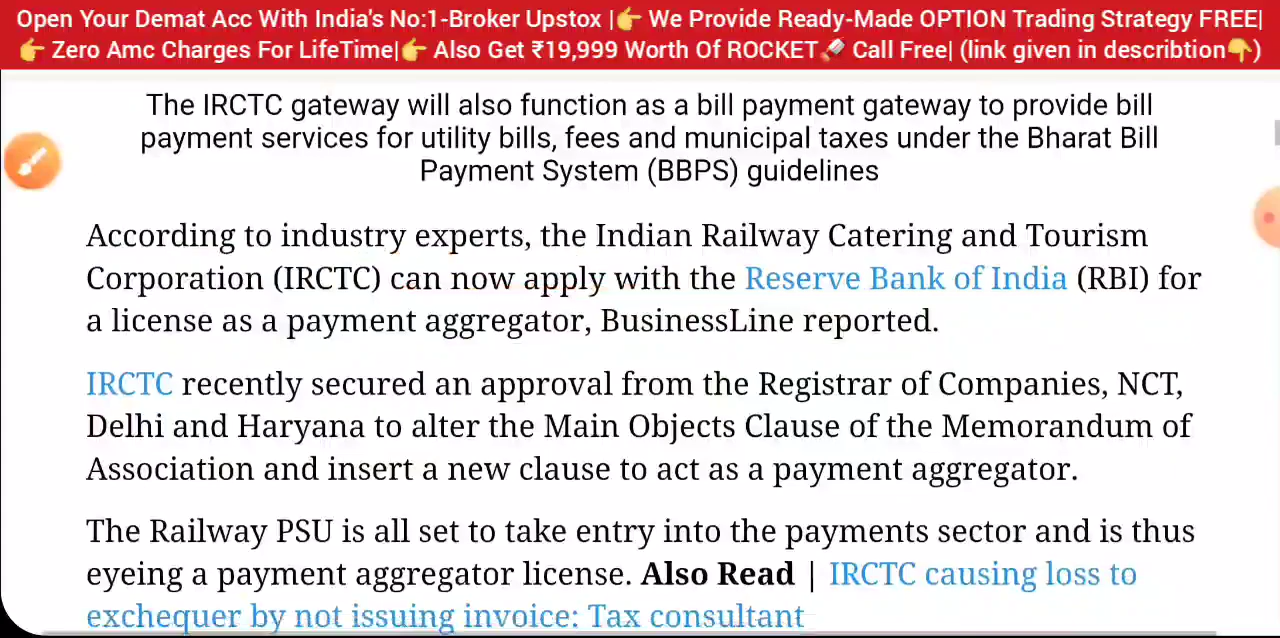 Open Your Demat Acc With India's No:1-Broker Upstox |👉 We Provide Ready-Made OPTION Trading Strategy FREE|
👉 Zero Amc Charges For LifeTime|👉 Also Get ₹19,999 Worth Of ROCKET🚀 Call Free| (link given in describtion👇)
The IRCTC gateway will also function as a bill payment gateway to provide bill
payment services for utility bills, fees and municipal taxes under the Bharat Bill
Payment System (BBPS) guidelines
According to industry experts, the Indian Railway Catering and Tourism
Corporation (IRCTC) can now apply with the Reserve Bank of India (RBI) for
a license as a payment aggregator, BusinessLine reported.
IRCTC recently secured an approval from the Registrar of Companies, NCT,
Delhi and Haryana to alter the Main Objects Clause of the Memorandum of
Association and insert a new clause to act as a payment aggregator.
The Railway PSU is all set to take entry into the payments sector and is thus
eyeing a payment aggregator license. Also Read | IRCTC causing loss to
exchequer by not issuing invoice: Tax consultant